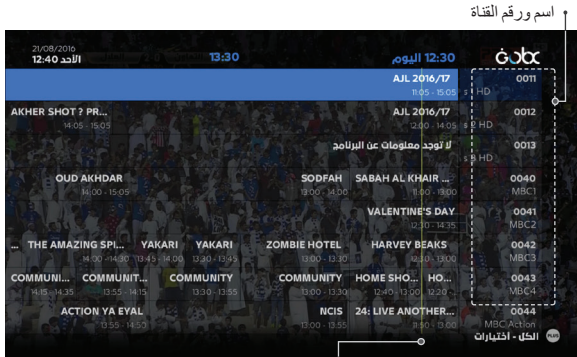 اسم ورقم القناة
21/08/2016
الأحد 12:40
13:30
12:30 اليوم
gobx
0011
AJL 2016/17
11:05 - 15:05
s 1 HD
0012
AJL 2016/17
12:00 - 14:05
s 2 HD
AKHER SHOT ? PR...
14:05 - 15:05
0013
لا توجد معلومات عن البرنامج
s 3 HD
0040
MBC1
SABAH AL KHAIR ...
11:00 - 13:00
SODFAH
13:00 - 14:00
OUD AKHDAR
14:00 - 15:05
0041
MBC2
VALENTINE'S DAY
12:30 - 14:35
0042
MBC3
HARVEY BEAKS
12:30 - 13:00
ZOMBIE HOTEL
13:00 - 13:30
YAKARI
13:30 - 13:45
YAKARI
13:45 - 14:00
THE AMAZING SPI...
14:00 - 14:30
...
0043
MBC4
HO...
12:20 -
HOME SHO...
12:40 - 13:00
COMMUNITY
13:00 - 13:30
COMMUNITY
13:30 - 13:55
COMMUNIT...
13:55 - 14:15
COMMUNI...
14:15 - 14:35
0044
MBC Action
24: LIVE ANOTHER...
11:50 - 13:00
NCIS
13:00 - 13:55
ACTION YA EYAL
13:55 - 14:50
PLUS الكل - أختيارات